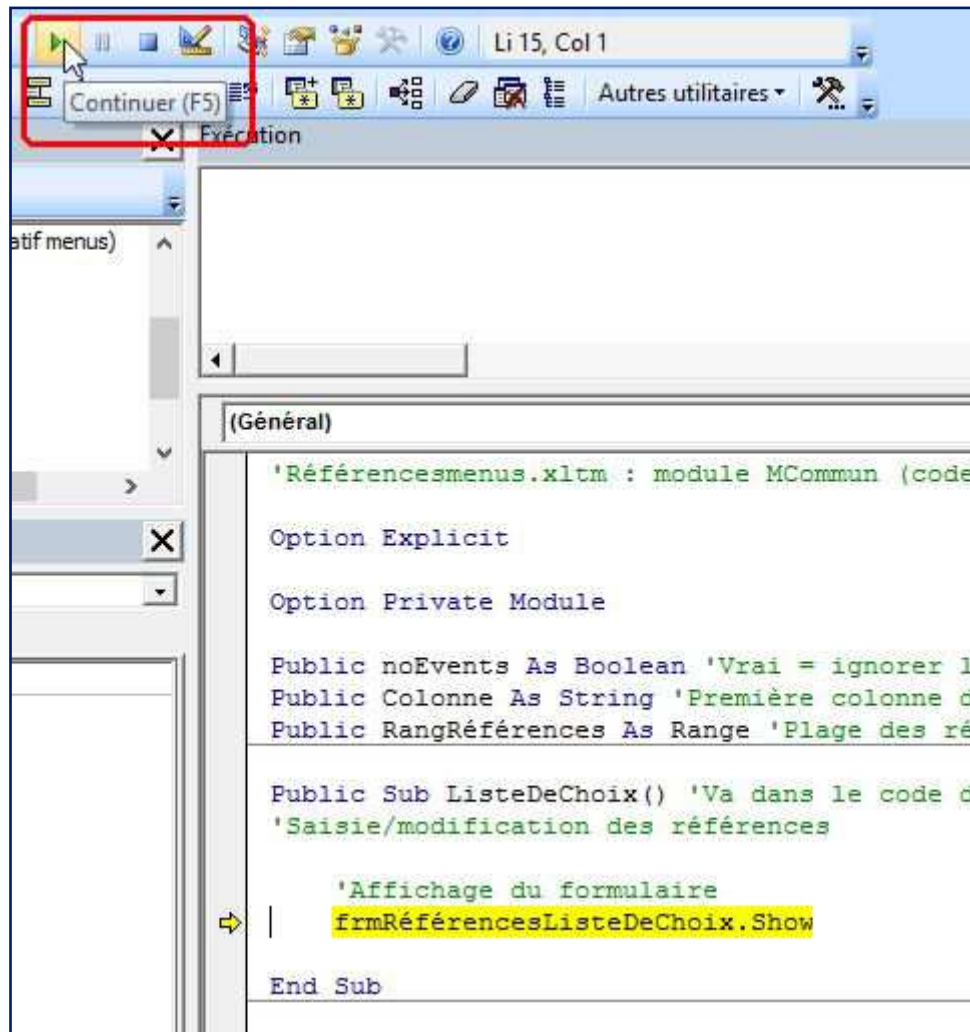 Li 15, Col 1
Continuer (F5)
Autres utilitaires
Exécution
atif menus)
(Général)
'Référencesmenus.xltm : module MCommun (code
Option Explicit
Option Private Module
Public noEvents As Boolean 'Vrai = ignorer l
Public Colonne As String 'Première colonne d
Public RangRéférences As Range 'Plage des ré
Public Sub ListeDeChoix() 'Va dans le code d
'Saisie/modification des références
'Affichage du formulaire
frmRéférencesListeDeChoix.Show
End Sub